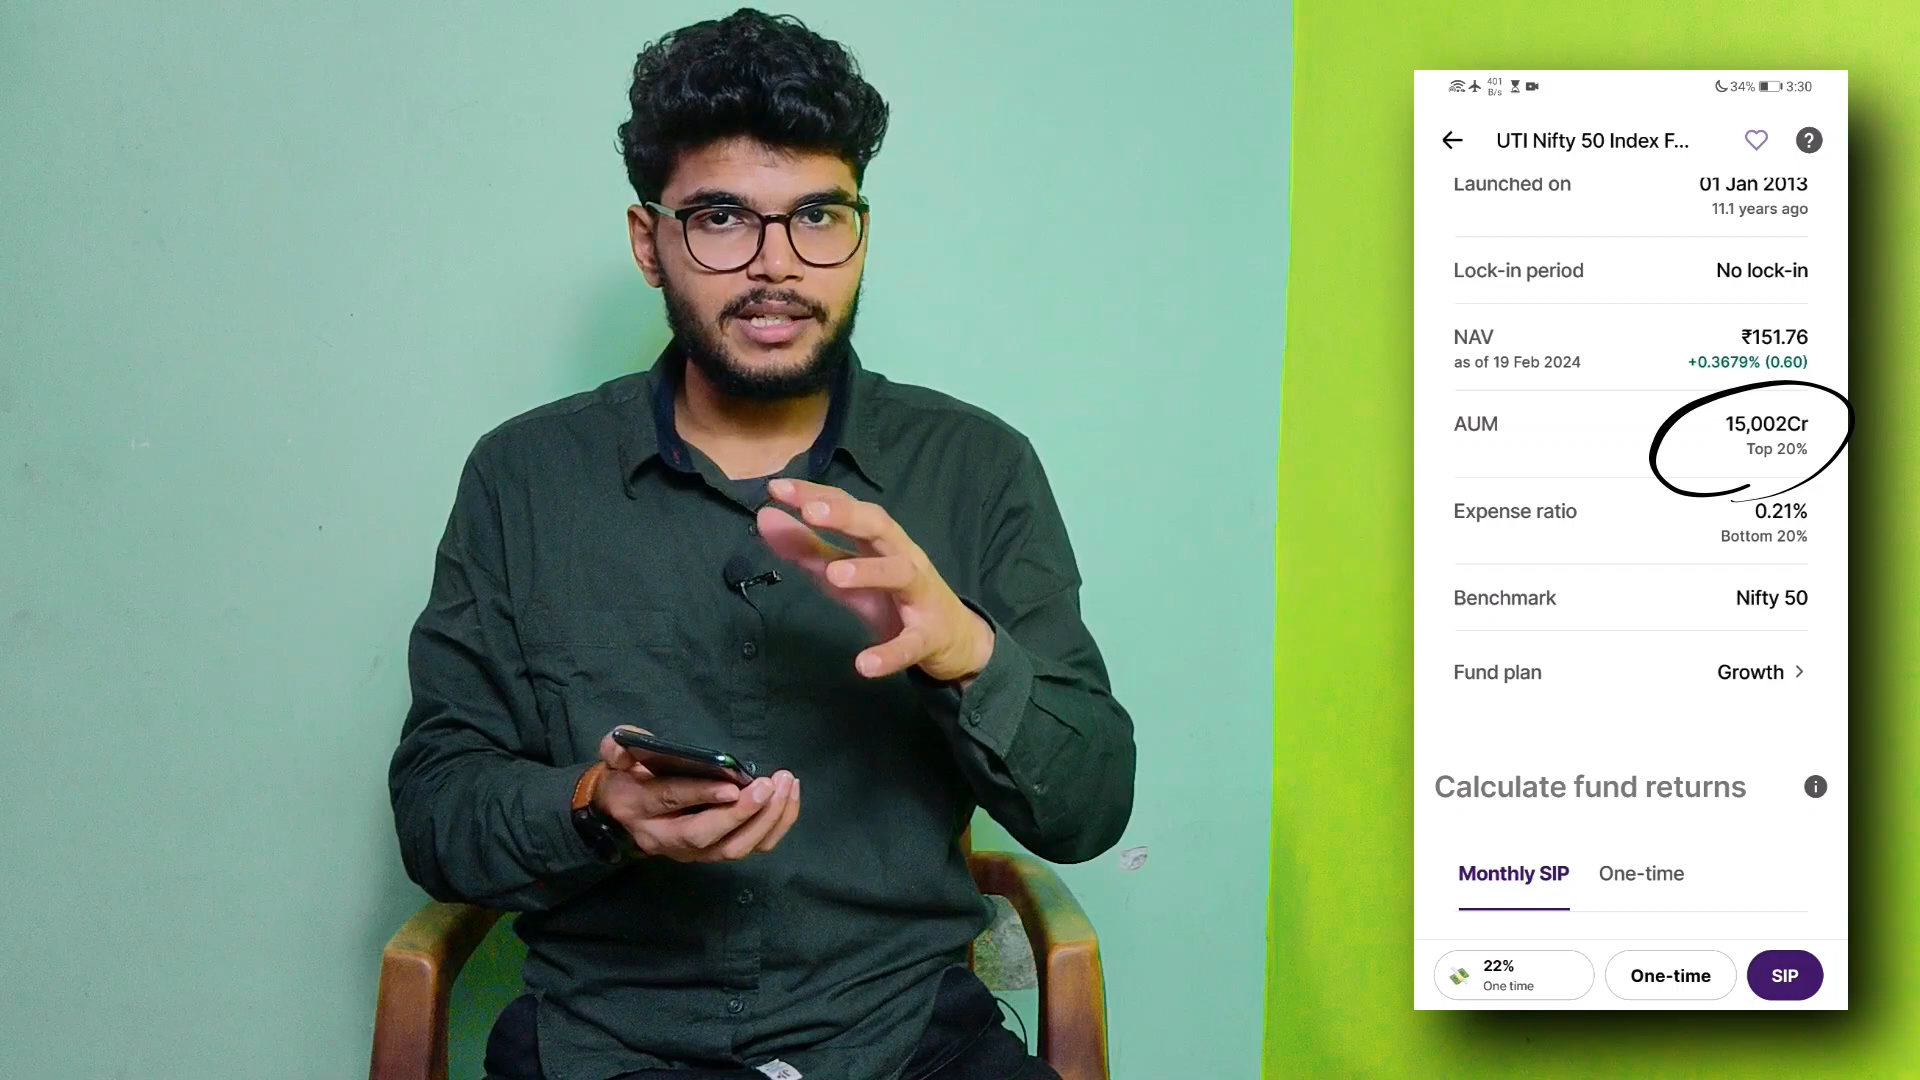 401
B/s
34%
3:30
UTI Nifty 50 Index F...
Launched on
01 Jan 2013
11.1 years ago
Lock-in period
No lock-in
NAV
₹151.76
as of 19 Feb 2024
+0.3679% (0.60)
AUM
15,002Cr
Top 20%
Expense ratio
0.21%
Bottom 20%
Benchmark
Nifty 50
Fund plan
Growth
Calculate fund returns
Monthly SIP
One-time
22%
One time
One-time
SIP